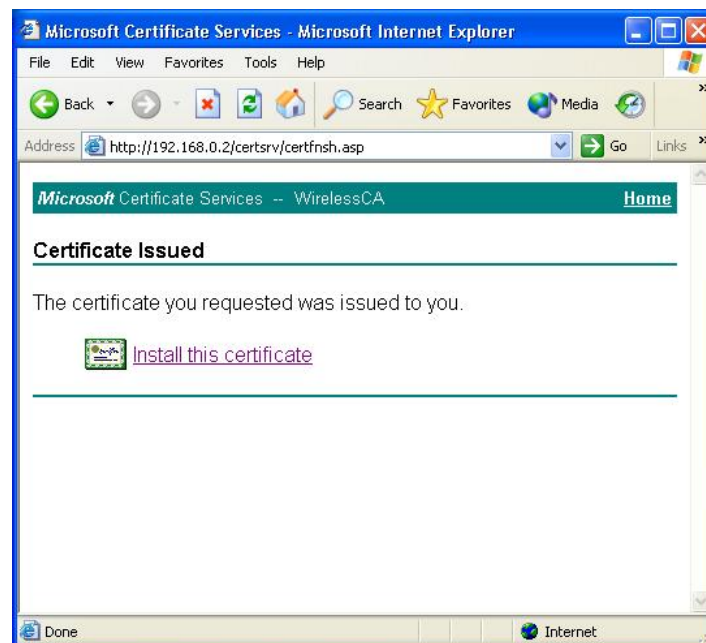 Microsoft Certificate Services - Microsoft Internet Explorer
File Edit View Favorites Tools Help
Back Search Favorites Media »
Address http://192.168.0.2/certsrv/certfnsh.asp Go Links »
Microsoft Certificate Services -- WirelessCA Home
Certificate Issued
The certificate you requested was issued to you.
Install this certificate
Done Internet